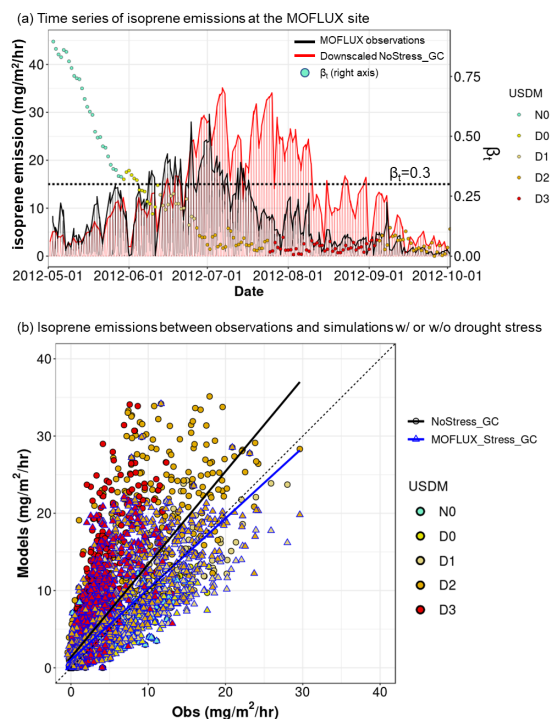 (a) Time series of isoprene emissions at the MOFLUX site
isoprene emission (mg/m²/hr)
40
30
20
10
0
MOFLUX observations
Downscaled NoStress_GC
βt (right axis)
βt=0.3
0.75
0.50
0.25
0.00
βt
USDM
N0
D0
D1
D2
D3
2012-05-01 2012-06-01 2012-07-01 2012-08-01 2012-09-01 2012-10-01
Date
(b) Isoprene emissions between observations and simulations w/ or w/o drought stress
Models (mg/m²/hr)
40
30
20
10
0
NoStress_GC
MOFLUX_Stress_GC
USDM
N0
D0
D1
D2
D3
0 10 20 30 40
Obs (mg/m²/hr)